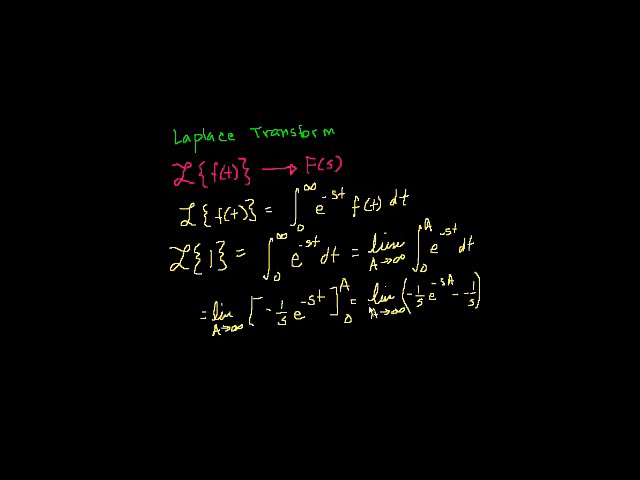 Laplace Transform
ℒ{f(t)} → F(s)
ℒ{f(t)} = ∫₀^∞ e^(-st) f(t) dt
ℒ{1} = ∫₀^∞ e^(-st) dt = lim_(A→∞) ∫₀^A e^(-st) dt
= lim_(A→∞) [-1/s e^(-st)]₀^A = lim_(A→∞) (-1/s e^(-sA) - -1/s)